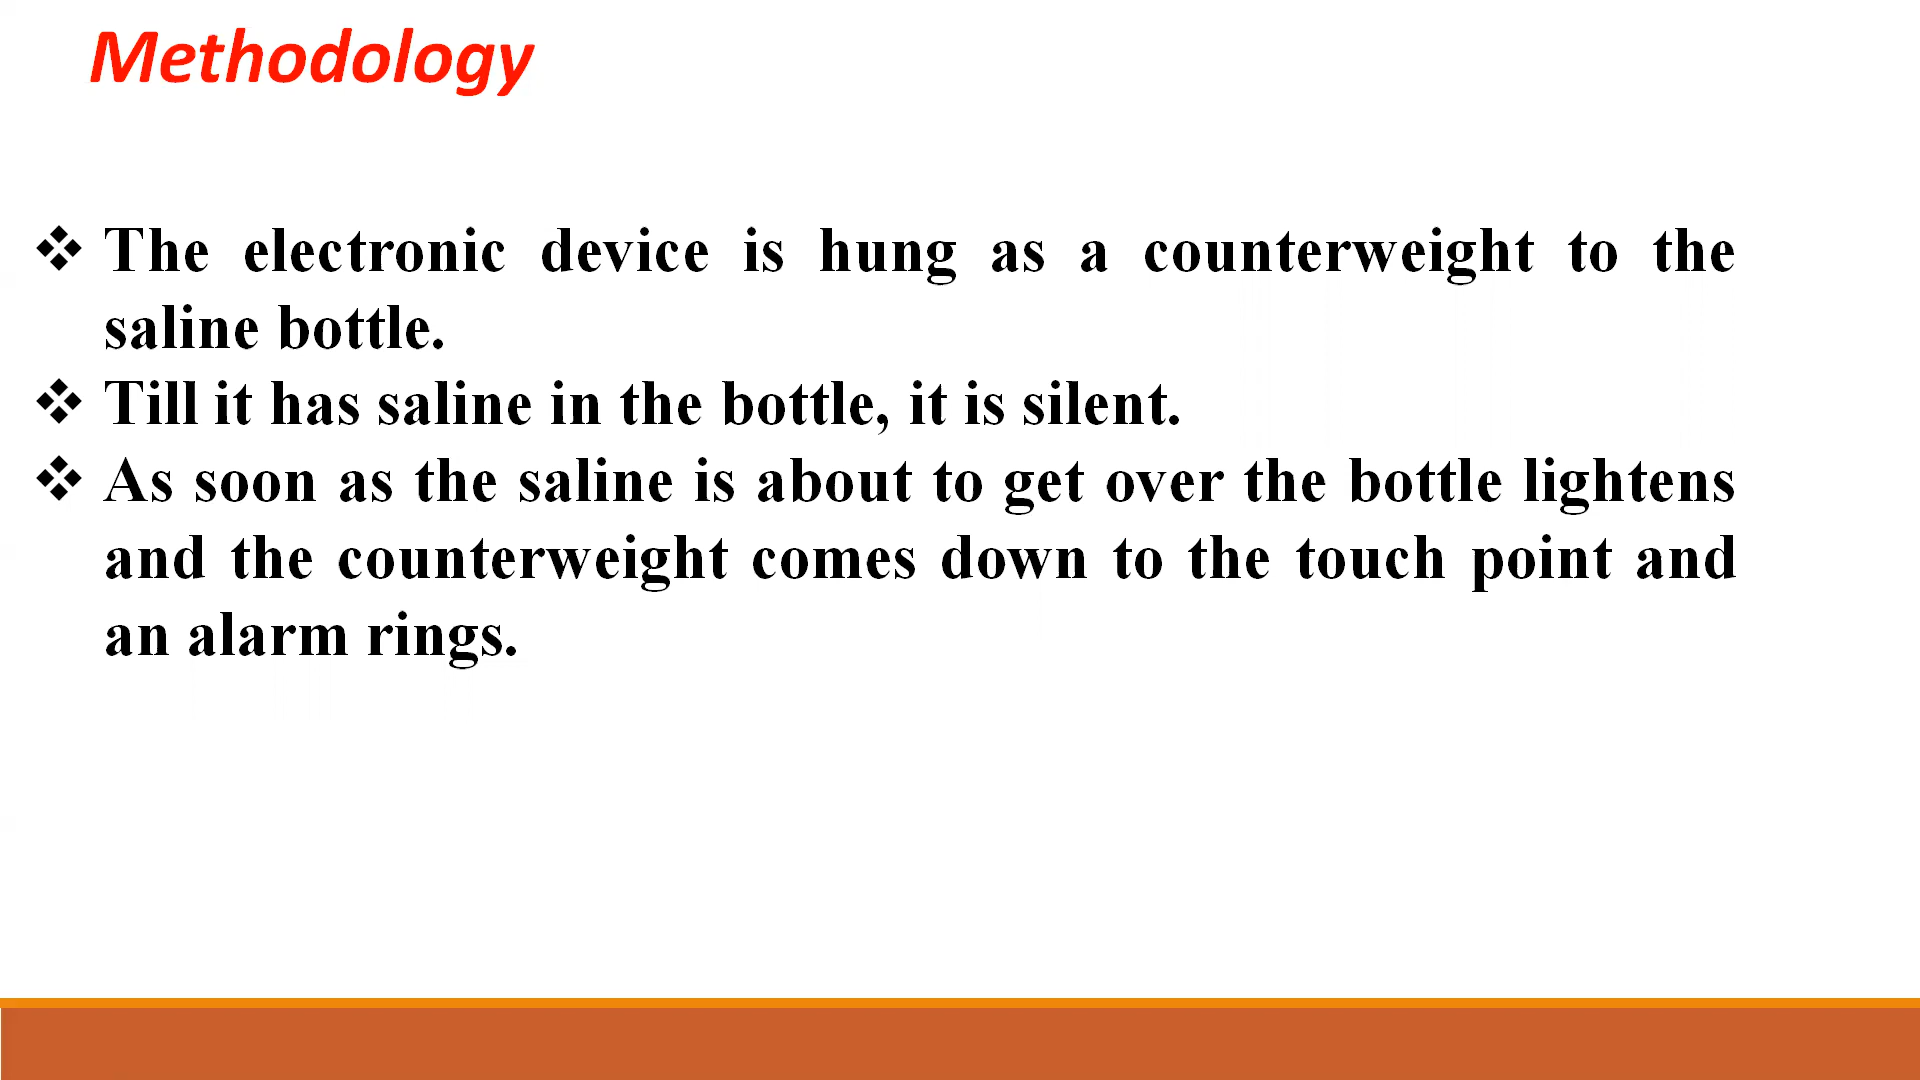 Methodology
❖ The electronic device is hung as a counterweight to the
saline bottle.
❖ Till it has saline in the bottle, it is silent.
❖ As soon as the saline is about to get over the bottle lightens
and the counterweight comes down to the touch point and
an alarm rings.